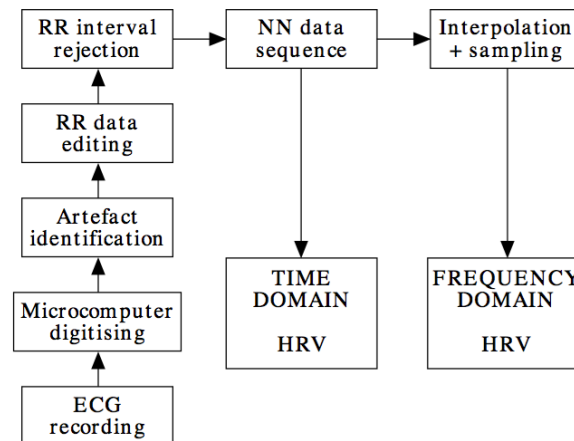 RR interval
rejection
NN data
sequence
Interpolation
+ sampling
RR data
editing
Artefact
identification
Microcomputer
digitising
ECG
recording
TIME
DOMAIN
HRV
FREQUENCY
DOMAIN
HRV